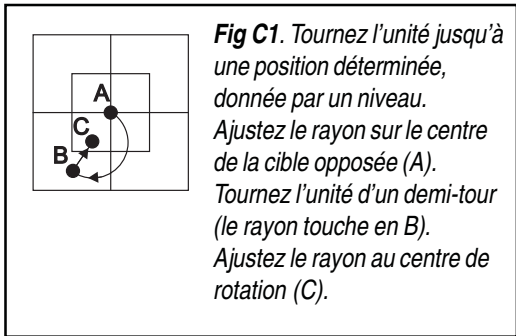 A
C
B
Fig C1. Tournez l'unité jusqu'à
une position déterminée,
donnée par un niveau.
Ajustez le rayon sur le centre
de la cible opposée (A).
Tournez l'unité d'un demi-tour
(le rayon touche en B).
Ajustez le rayon au centre de
rotation (C).